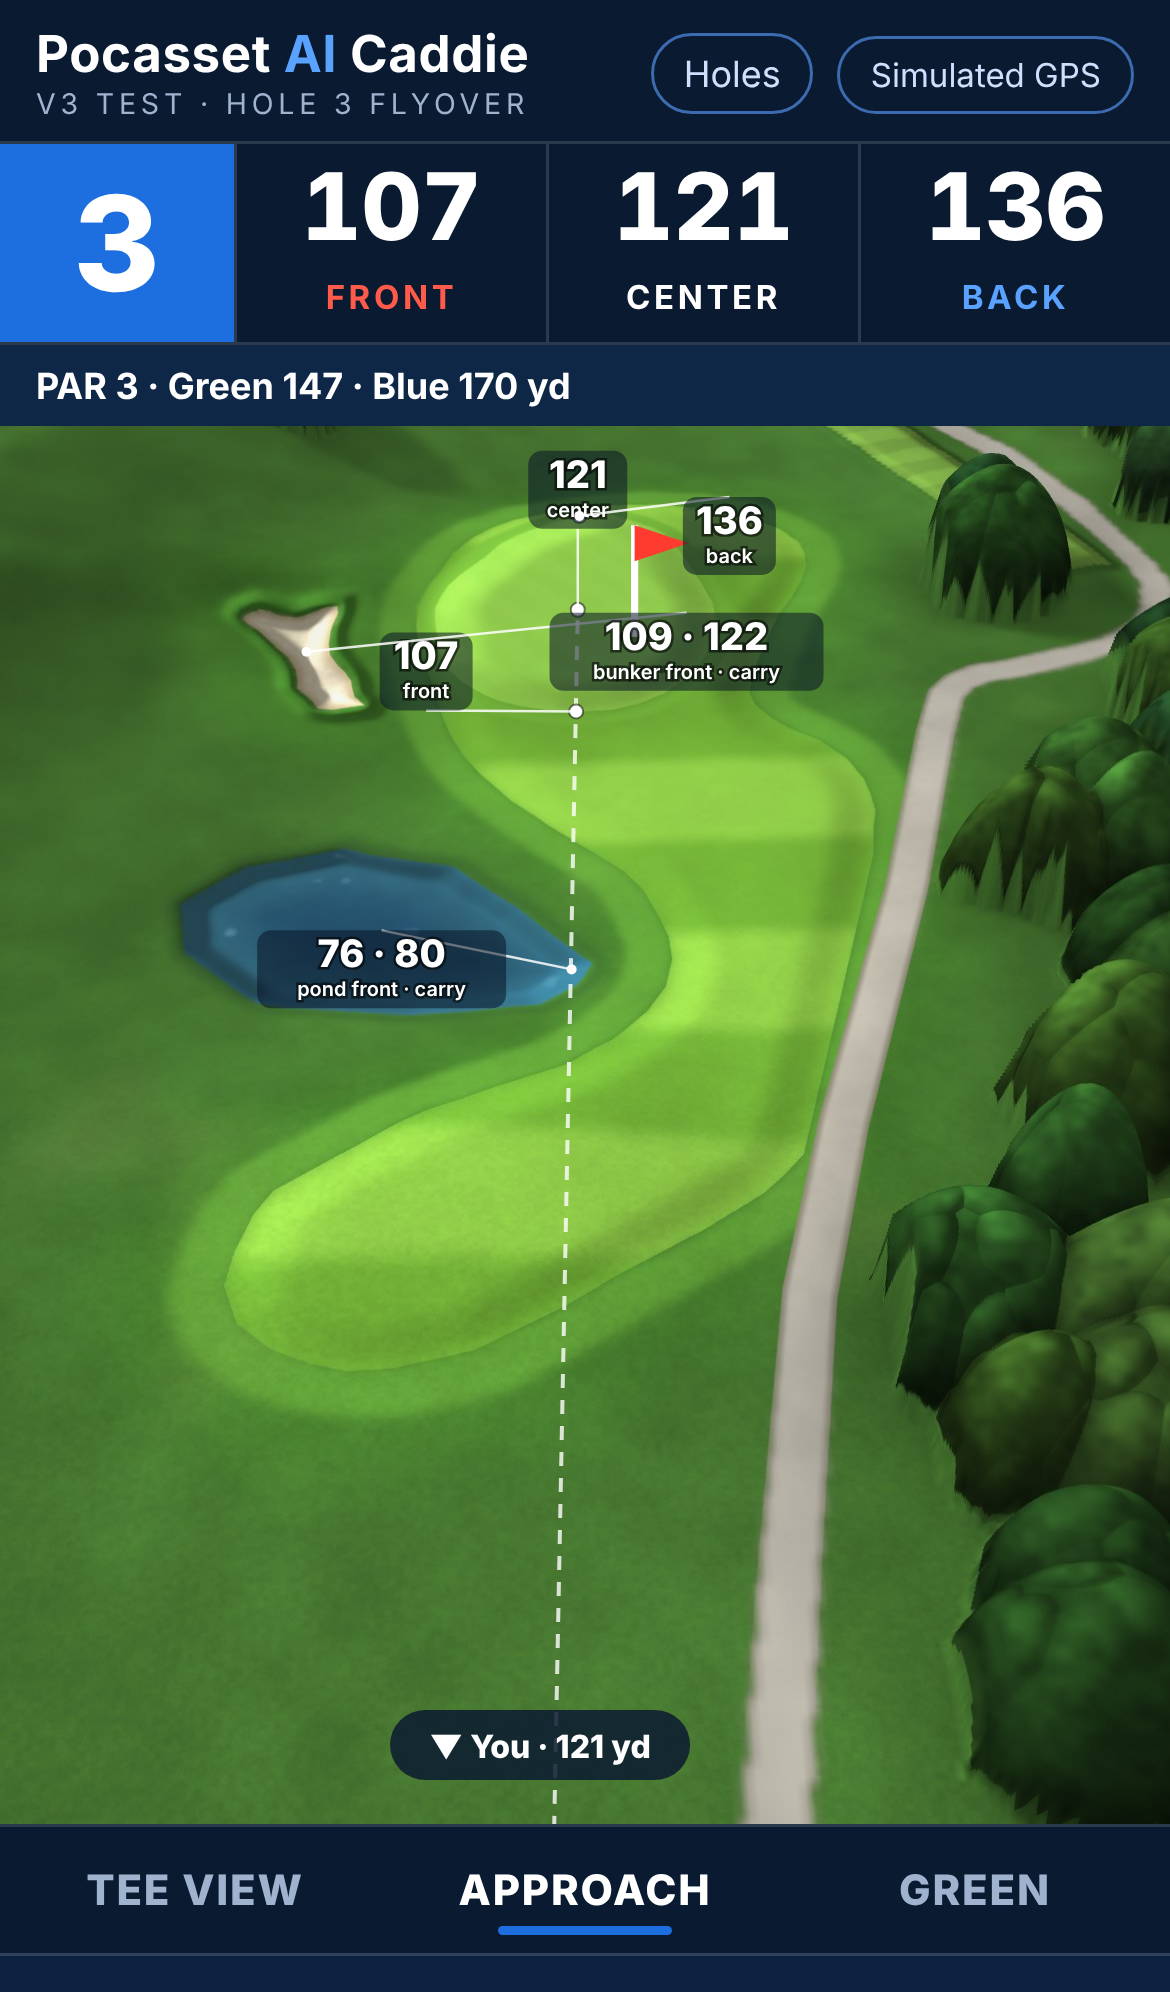 Pocasset AI Caddie
V3 TEST · HOLE 3 FLYOVER
Holes
Simulated GPS
3
107
FRONT
121
CENTER
136
BACK
PAR 3 · Green 147 · Blue 170 yd
121
center
136
back
109 · 122
bunker front · carry
107
front
76 · 80
pond front · carry
▼ You · 121 yd
TEE VIEW
APPROACH
GREEN